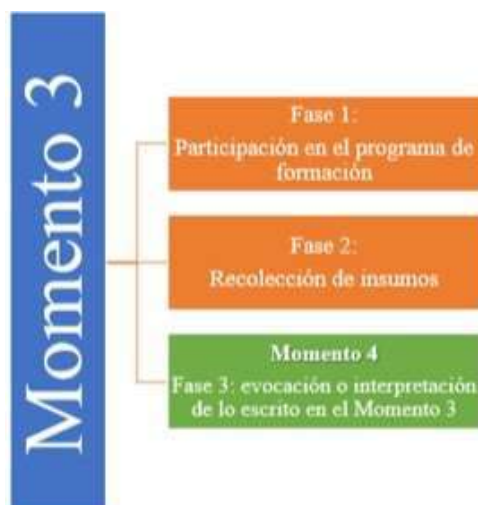 Momento 3
Fase 1:
Participación en el programa de
formación
Fase 2:
Recolección de insumos
Momento 4
Fase 3: evocación o interpretación
de lo escrito en el Momento 3